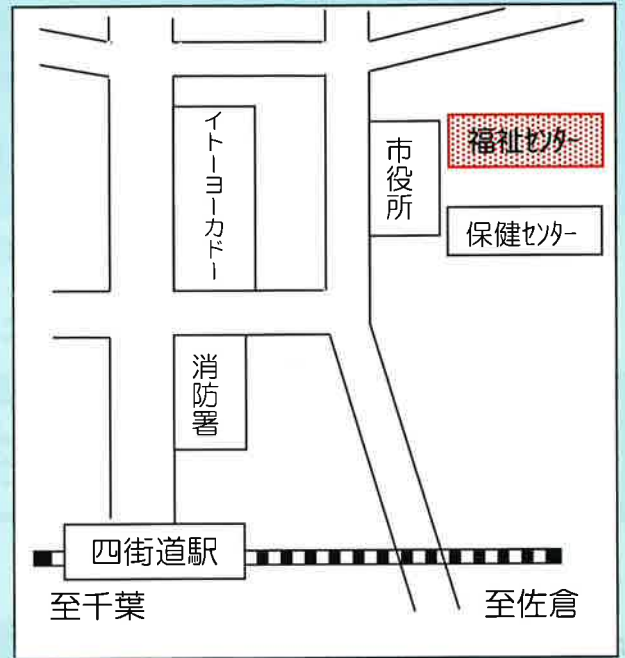 イトーヨーカドー
市役所
福祉センター
保健センター
消防署
四街道駅
至千葉
至佐倉